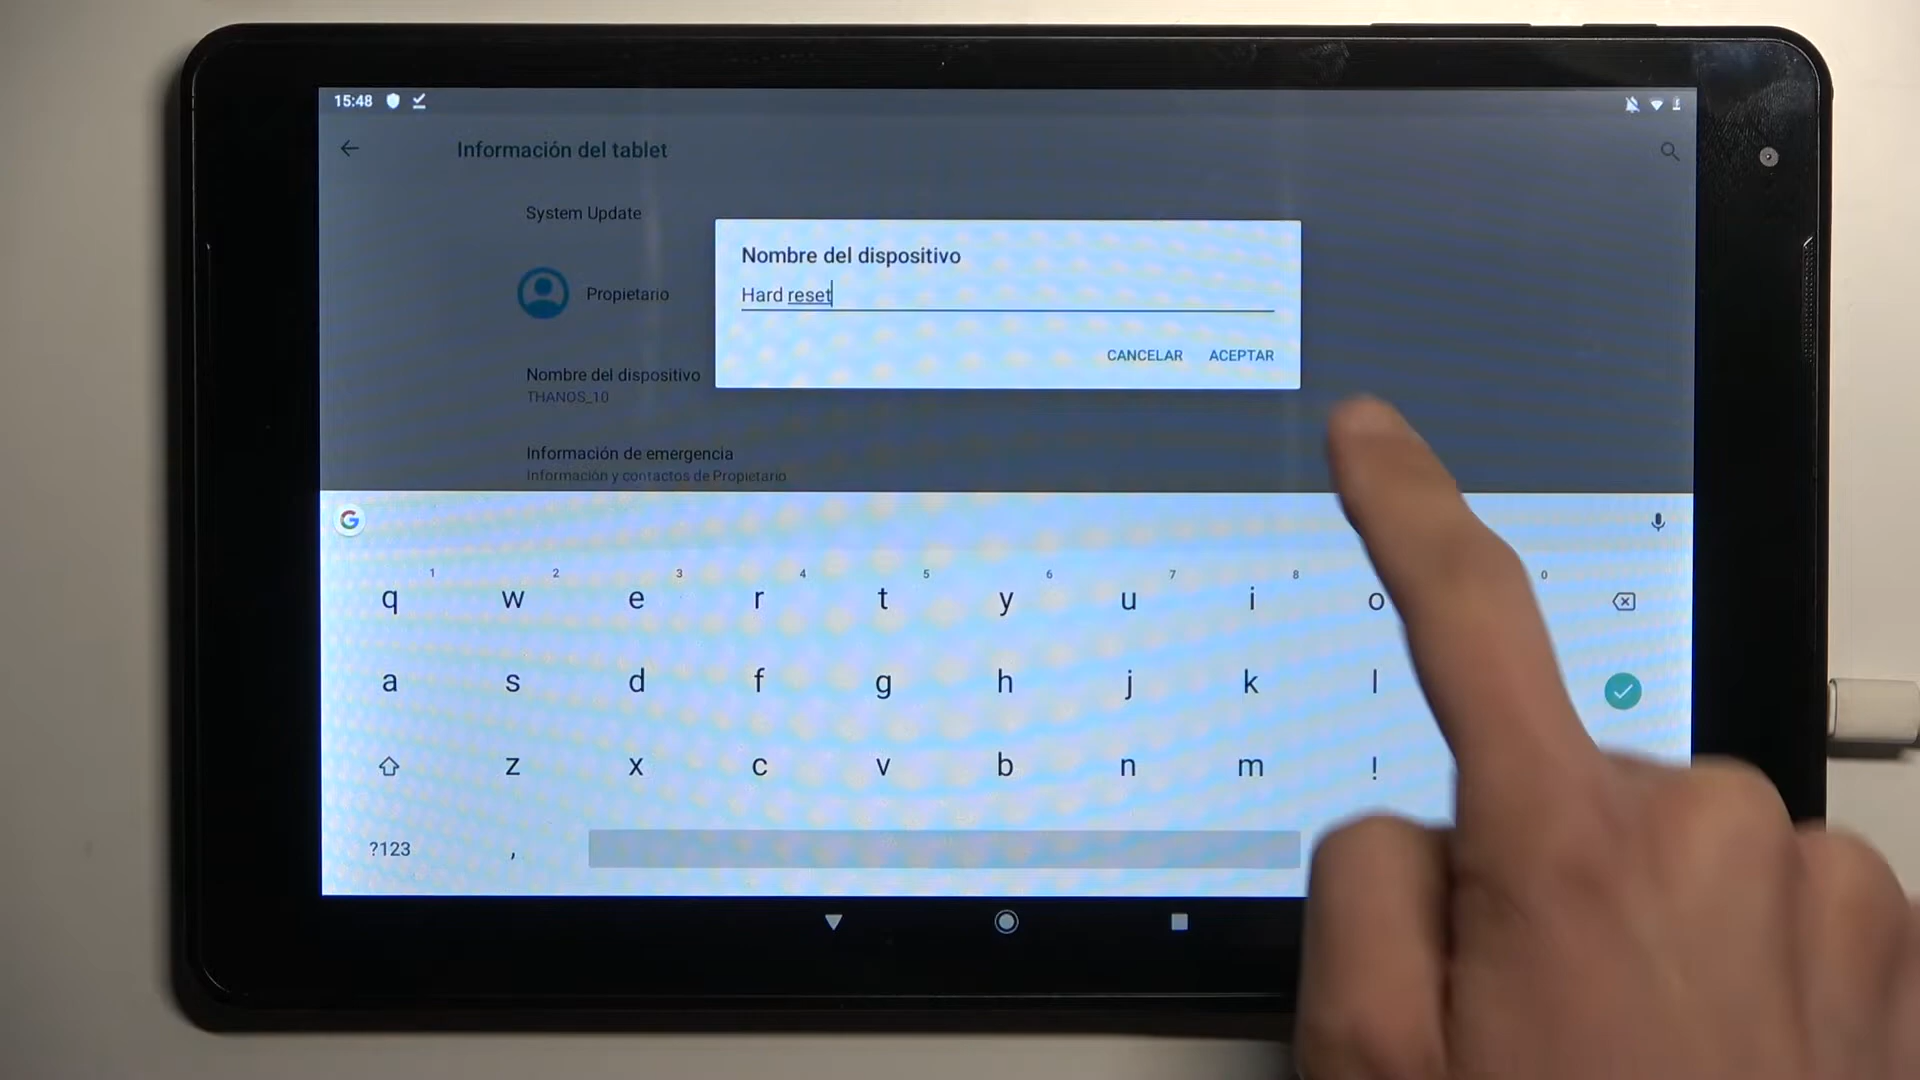 15:48
Información del tablet
System Update
Propietario
Nombre del dispositivo
THANOS_10
Información de emergencia
Información y contactos de Propietario
Nombre del dispositivo
Hard reset
CANCELAR ACEPTAR
G
1 2 3 4 5 6 7 8 0
q w e r t y u i o
a s d f g h j k l
z x c v b n m !
?123 ,